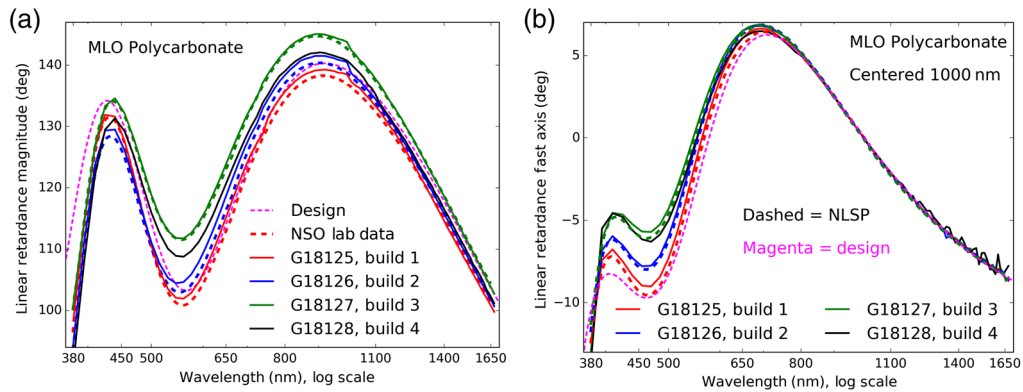 (a)
MLO Polycarbonate
Linear retardance magnitude (deg)
140
130
120
110
100
Design
NSO lab data
G18125, build 1
G18126, build 2
G18127, build 3
G18128, build 4
380 450 500 650 800 1100 1650
Wavelength (nm), log scale
(b)
MLO Polycarbonate
Centered 1000 nm
Linear retardance fast axis (deg)
5
0
−5
−10
Dashed = NLSP
Magenta = design
G18125, build 1 G18127, build 3
G18126, build 2 G18128, build 4
380 450 500 650 800 1100 1400 1650
Wavelength (nm), log scale